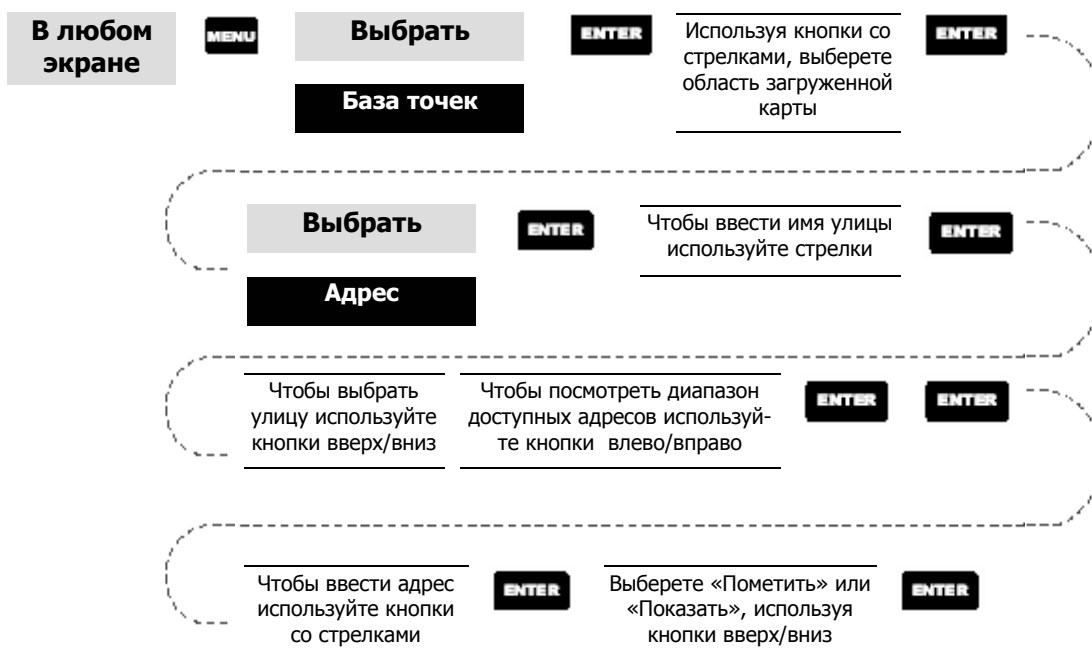 В любом
экране
MENU
Выбрать
База точек
ENTER
Используя кнопки со
стрелками, выберете
область загруженной
карты
ENTER
Выбрать
Адрес
ENTER
Чтобы ввести имя улицы
используйте стрелки
ENTER
Чтобы выбрать
улицу используйте
кнопки вверх/вниз
Чтобы посмотреть диапазон
доступных адресов используй-
те кнопки влево/вправо
ENTER
ENTER
Чтобы ввести адрес
используйте кнопки
со стрелками
ENTER
Выберете «Пометить» или
«Показать», используя
кнопки вверх/вниз
ENTER